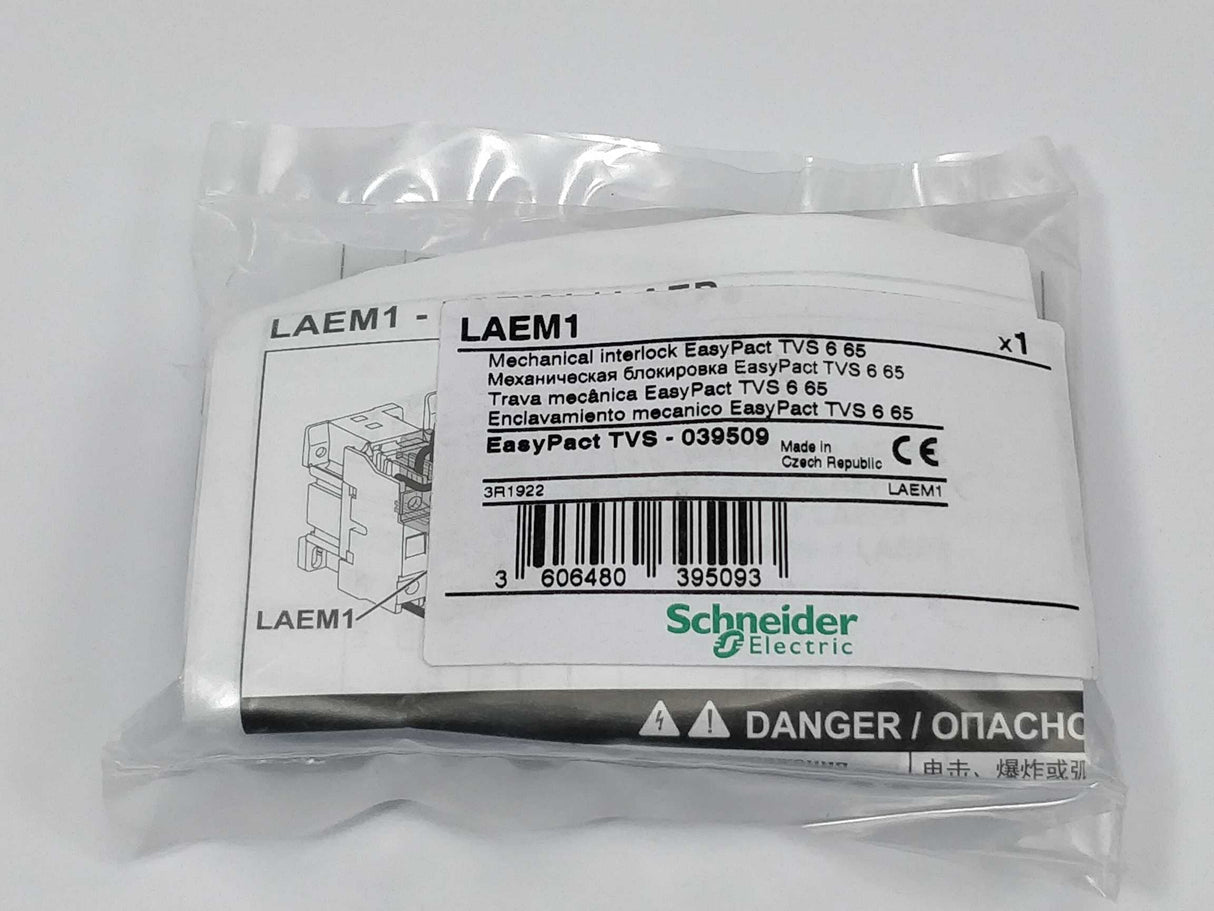 LAEM1 -
LAEM1
x1
Mechanical interlock EasyPact TVS 6 65
Механическая блокировка EasyPact TVS 6 65
Trava mecânica EasyPact TVS 6 65
Enclavamiento mecanico EasyPact TVS 6 65
EasyPact TVS - 039509
Made in
Czech Republic
CE
3R1922
LAEM1
3 606480 395093
LAEM1
Schneider
Electric
DANGER / ОПАСНО
电击、爆炸或弧